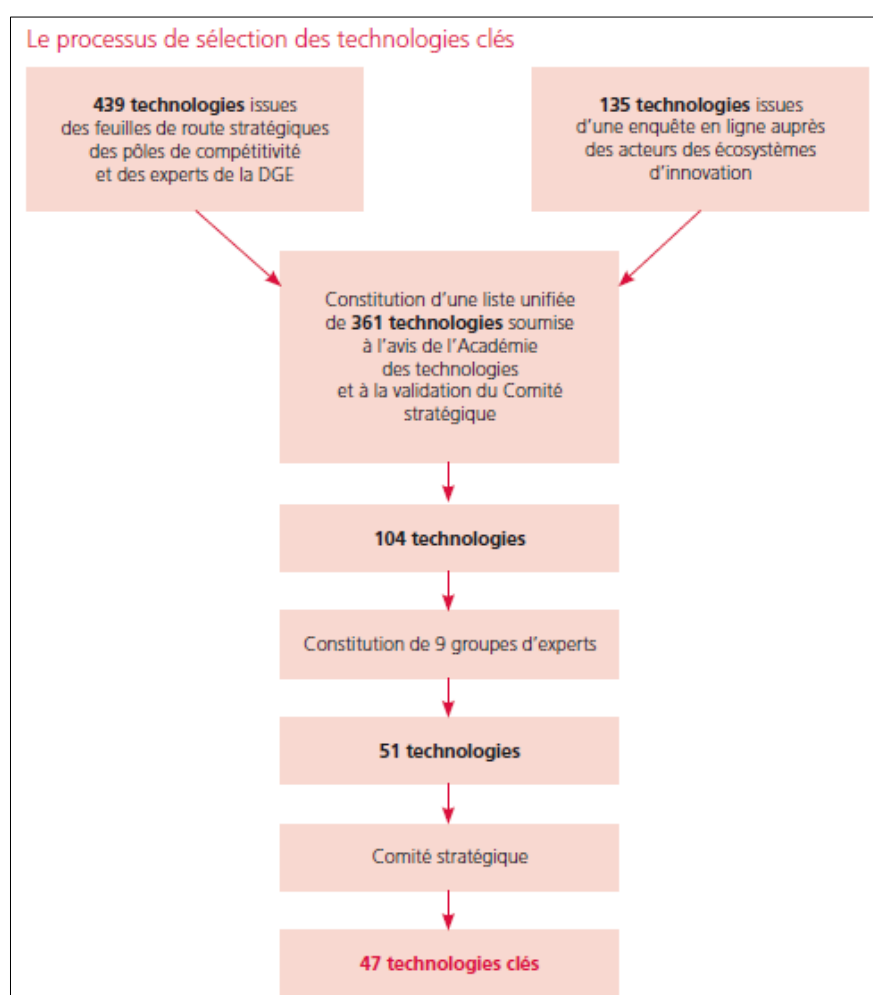 Le processus de sélection des technologies clés
439 technologies issues
des feuilles de route stratégiques
des pôles de compétitivité
et des experts de la DGE
135 technologies issues
d'une enquête en ligne auprès
des acteurs des écosystèmes
d'innovation
Constitution d'une liste unifiée
de 361 technologies soumise
à l'avis de l'Académie
des technologies
et à la validation du Comité
stratégique
104 technologies
Constitution de 9 groupes d'experts
51 technologies
Comité stratégique
47 technologies clés